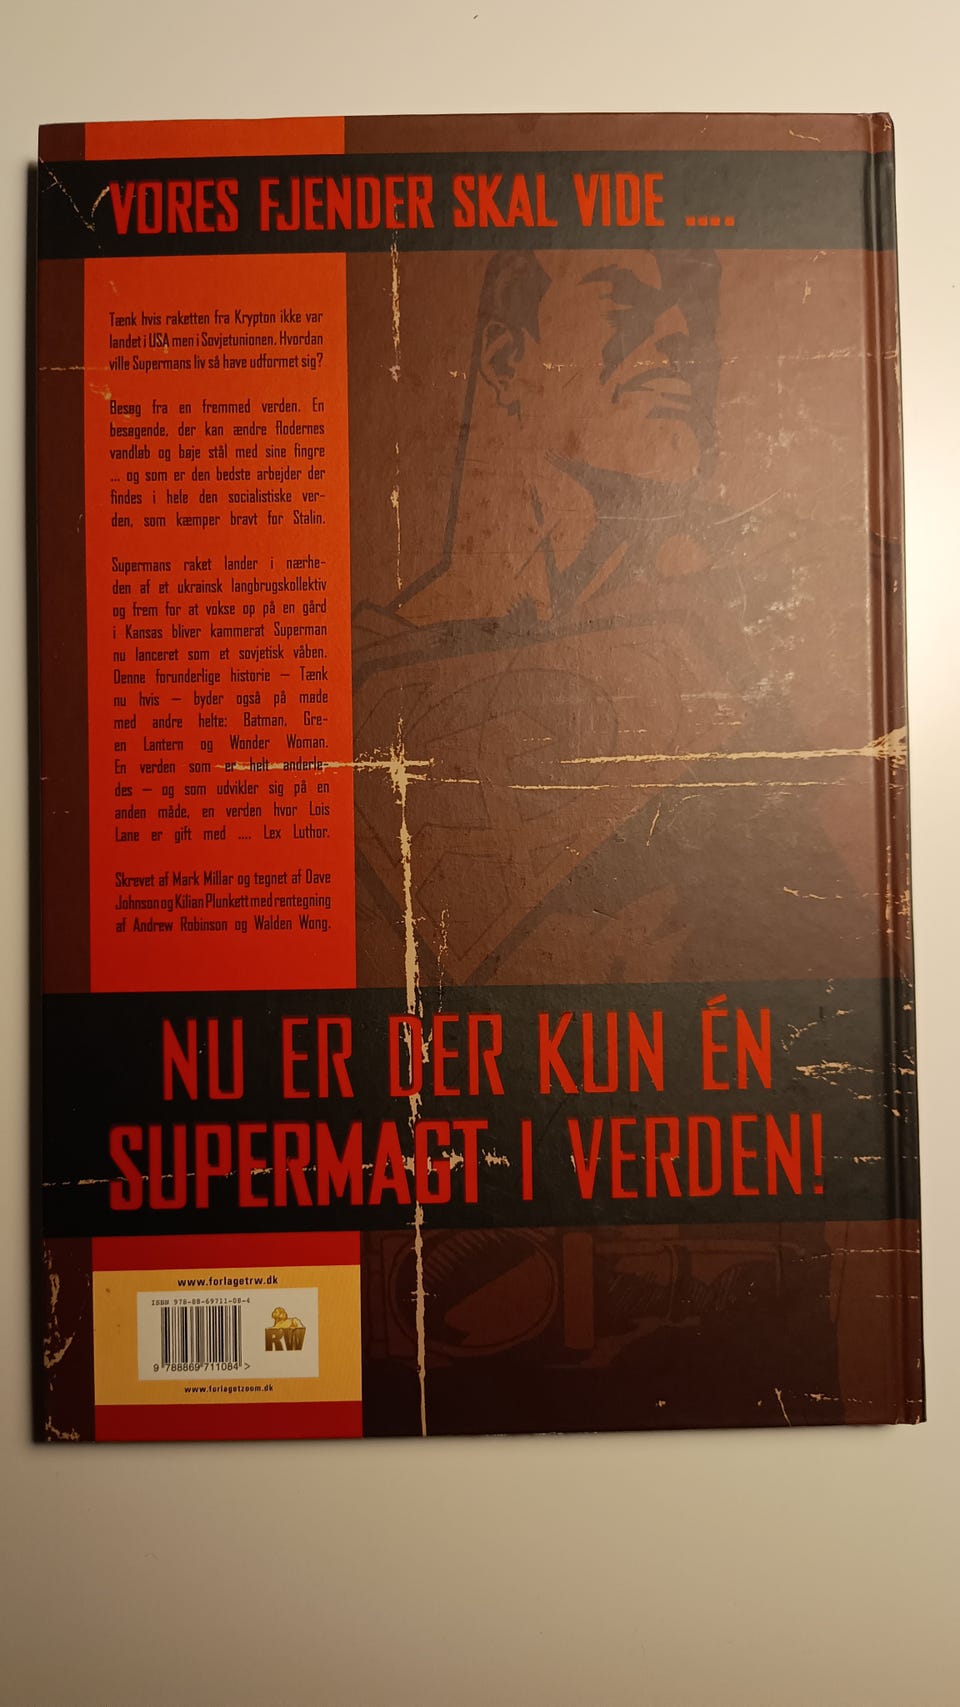 VORES FJENDER SKAL VIDE ....
Tænk hvis raketten fra Krypton ikke var
landet i USA men i Sovjetunionen. Hvordan
ville Supermans liv så have udformet sig?
Besøg fra en fremmed verden. En
besøgende, der kan ændre flodernes
vandløb og bøje stål med sine fingre
... og som er den bedste arbejder der
findes i hele den socialistiske ver-
den, som kæmper bravt for Stalin.
Supermans raket lander i nærhe-
den af et ukrainsk langbrugskollektiv
og frem for at vokse op på en gård
i Kansas bliver kammerat Superman
nu lanceret som et sovjetisk våben.
Denne forunderlige historie – Tænk
nu hvis – byder også på møde
med andre helte: Batman, Gre-
en Lantern og Wonder Woman.
En verden som er helt anderle-
des – og som udvikler sig på en
anden måde, en verden hvor Lois
Lane er gift med .... Lex Luthor.
Skrevet af Mark Millar og tegnet af Dave
Johnson og Kilian Plunkett med rentegning
af Andrew Robinson og Walden Wong.
NU ER DER KUN ÉN
SUPERMAGT I VERDEN!
www.forlagetrw.dk
ISBN 978-88-69711-08-4
RW
9 788869 711084 >
www.forlagetzoom.dk